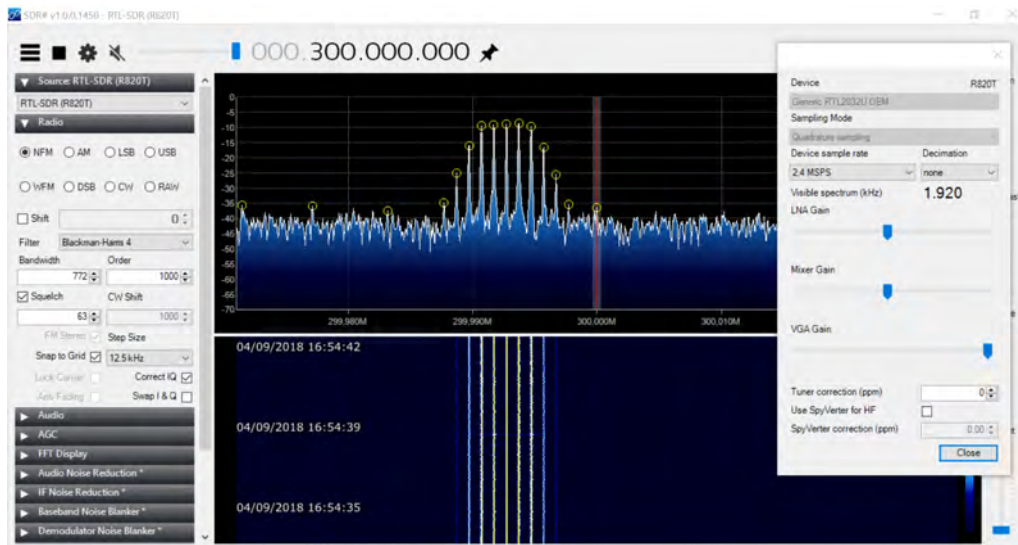 SDR# v1.0.0.1450 - RTL-SDR (R820T)
000.300.000.000
Source: RTL-SDR (R820T)
RTL-SDR (R820T)
Radio
NFM AM LSB USB
WFM DSB CW RAW
Shift 0
Filter Blackman-Harris 4
Bandwidth Order
772 1000
Squelch CW Shift
63 1000
FM Stereo Step Size
Snap to Grid 12.5 kHz
Lock Carrier Correct IQ
Anti Fading Swap I & Q
Audio
AGC
FFT Display
Audio Noise Reduction *
IF Noise Reduction *
Baseband Noise Blanker *
Demodulator Noise Blanker *
0
-5
-10
-15
-20
-25
-30
-35
-40
-45
-50
-55
-60
-65
-70
299,980M 299,990M 300,000M 300,010M
04/09/2018 16:54:42
04/09/2018 16:54:39
04/09/2018 16:54:35
Device R820T
Generic RTL2832U OEM
Sampling Mode
Quadrature sampling
Device sample rate Decimation
2.4 MSPS none
Visible spectrum (kHz) 1.920
LNA Gain
Mixer Gain
VGA Gain
Tuner correction (ppm) 0
Use SpyVerter for HF
SpyVerter correction (ppm) 0.00
Close